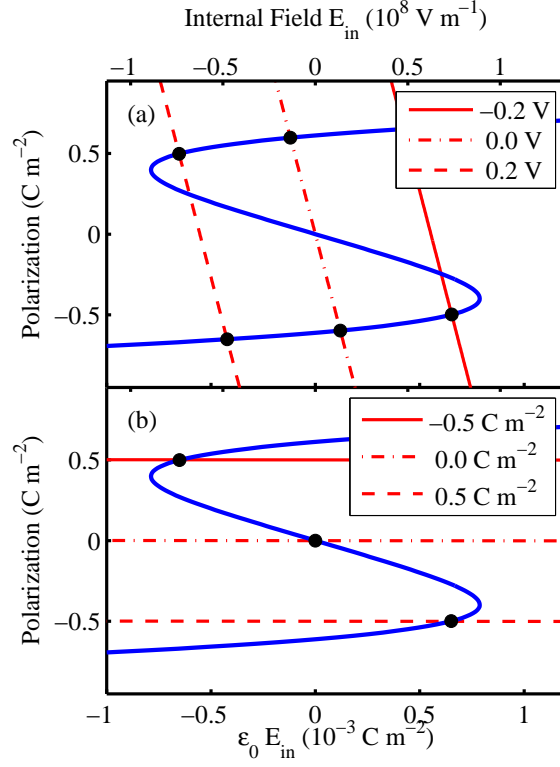 Internal Field E_in (10^8 V m^−1)
−1 −0.5 0 0.5 1
(a)
−0.2 V
0.0 V
0.2 V
0.5
0
−0.5
Polarization (C m^−2)
(b)
−0.5 C m^−2
0.0 C m^−2
0.5 C m^−2
0.5
0
−0.5
Polarization (C m^−2)
−1 −0.5 0 0.5 1
ε_0 E_in (10^−3 C m^−2)